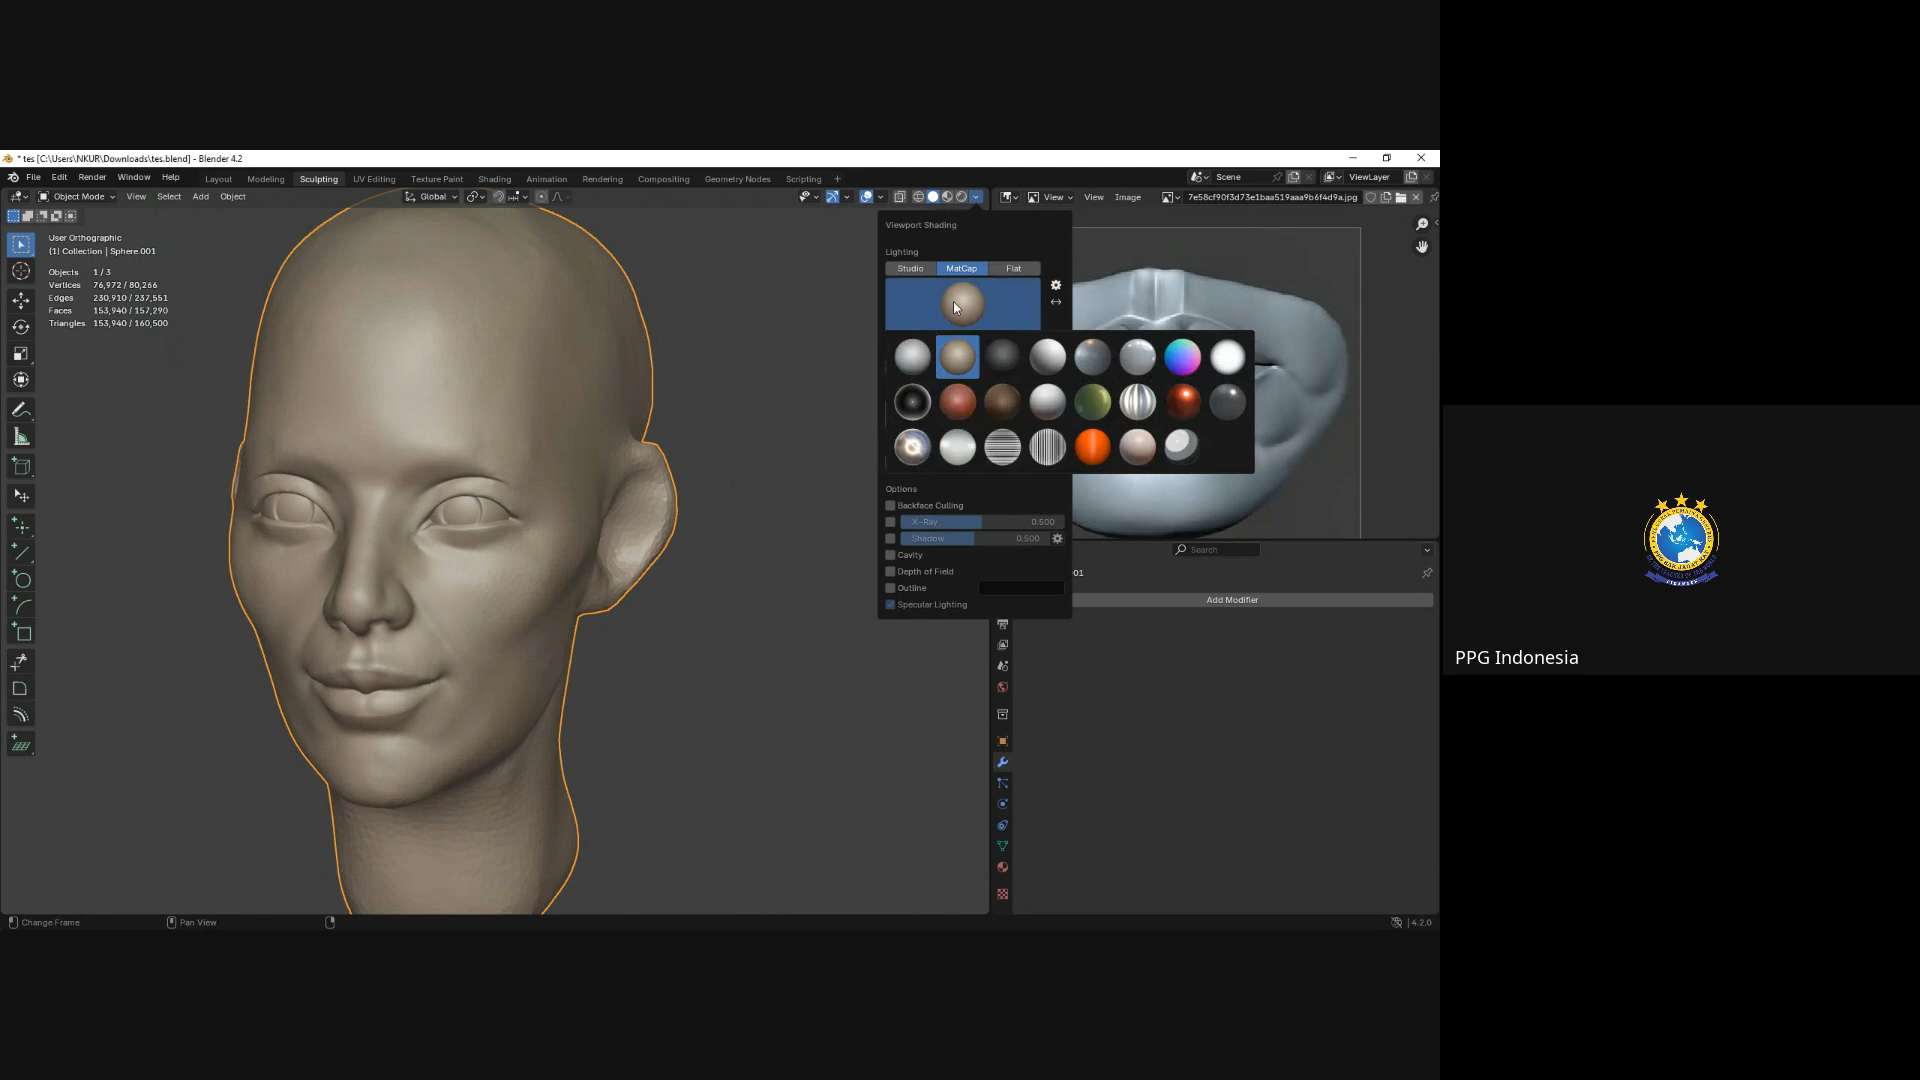 * tes [C:\Users\NKUR\Downloads\tes.blend] - Blender 4.2
File Edit Render Window Help Layout Modeling Sculpting UV Editing Texture Paint Shading Animation Rendering Compositing Geometry Nodes Scripting + Scene ViewLayer
Object Mode View Select Add Object Global View View Image 7e58cf90f3d73e1baa519aaa9b6f4d9a.jpg
User Orthographic
(1) Collection | Sphere.001
Objects 1 / 3
Vertices 76,972 / 80,266
Edges 230,910 / 237,551
Faces 153,940 / 157,290
Triangles 153,940 / 160,500
Viewport Shading
Lighting
Studio MatCap Flat
Options
Backface Culling
X-Ray 0.500
Shadow 0.500
Cavity
Depth of Field
Outline
Specular Lighting
Search
01
Add Modifier
Change Frame Pan View 4.2.0
PPG Indonesia